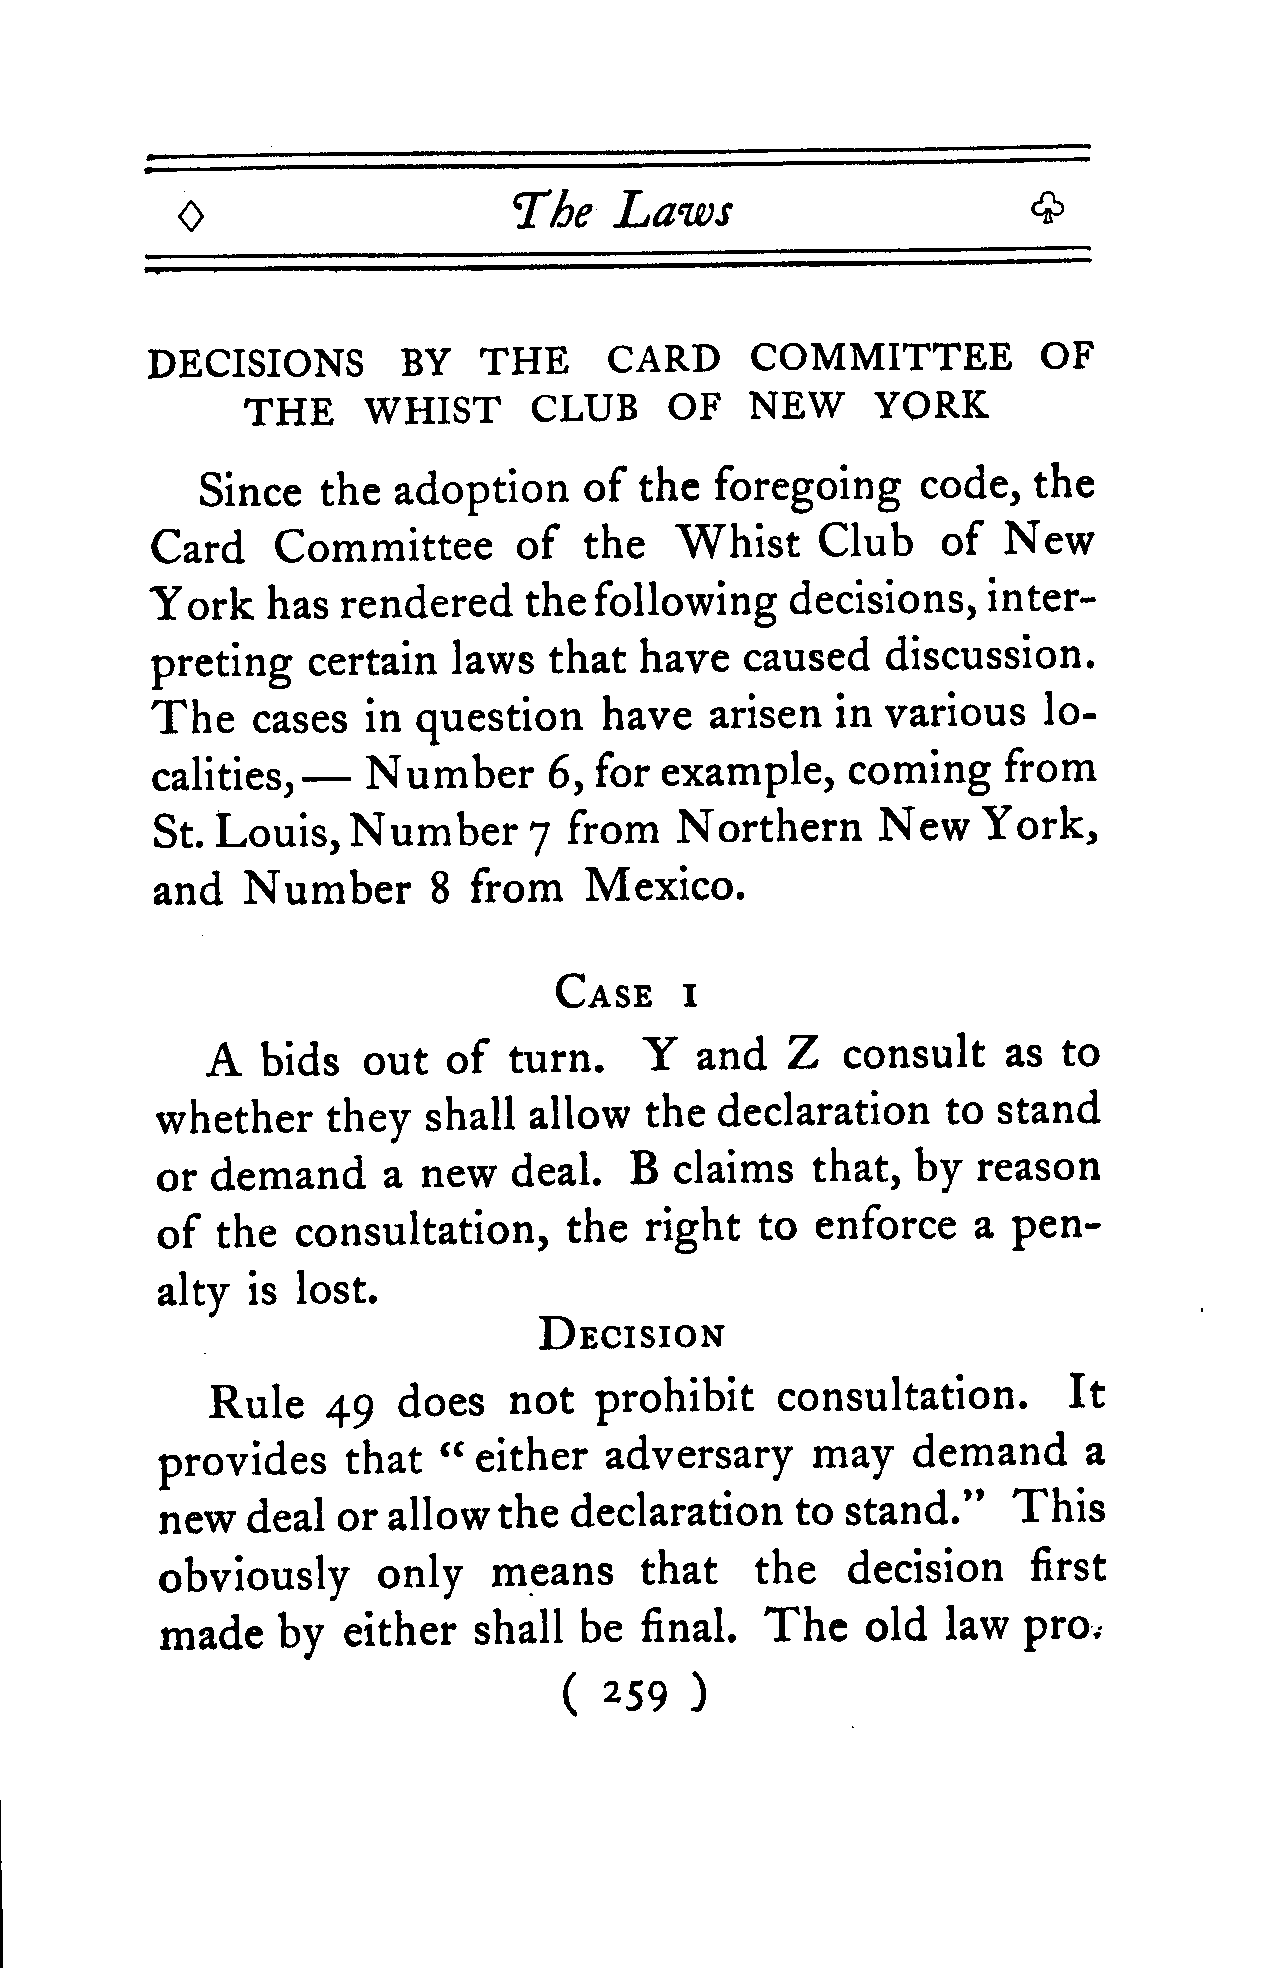 ◇ The Laws ♧
DECISIONS BY THE CARD COMMITTEE OF
THE WHIST CLUB OF NEW YORK
Since the adoption of the foregoing code, the
Card Committee of the Whist Club of New
York has rendered the following decisions, inter-
preting certain laws that have caused discussion.
The cases in question have arisen in various lo-
calities,— Number 6, for example, coming from
St. Louis, Number 7 from Northern New York,
and Number 8 from Mexico.
CASE I
A bids out of turn. Y and Z consult as to
whether they shall allow the declaration to stand
or demand a new deal. B claims that, by reason
of the consultation, the right to enforce a pen-
alty is lost.
DECISION
Rule 49 does not prohibit consultation. It
provides that “either adversary may demand a
new deal or allow the declaration to stand.” This
obviously only means that the decision first
made by either shall be final. The old law pro-
( 259 )